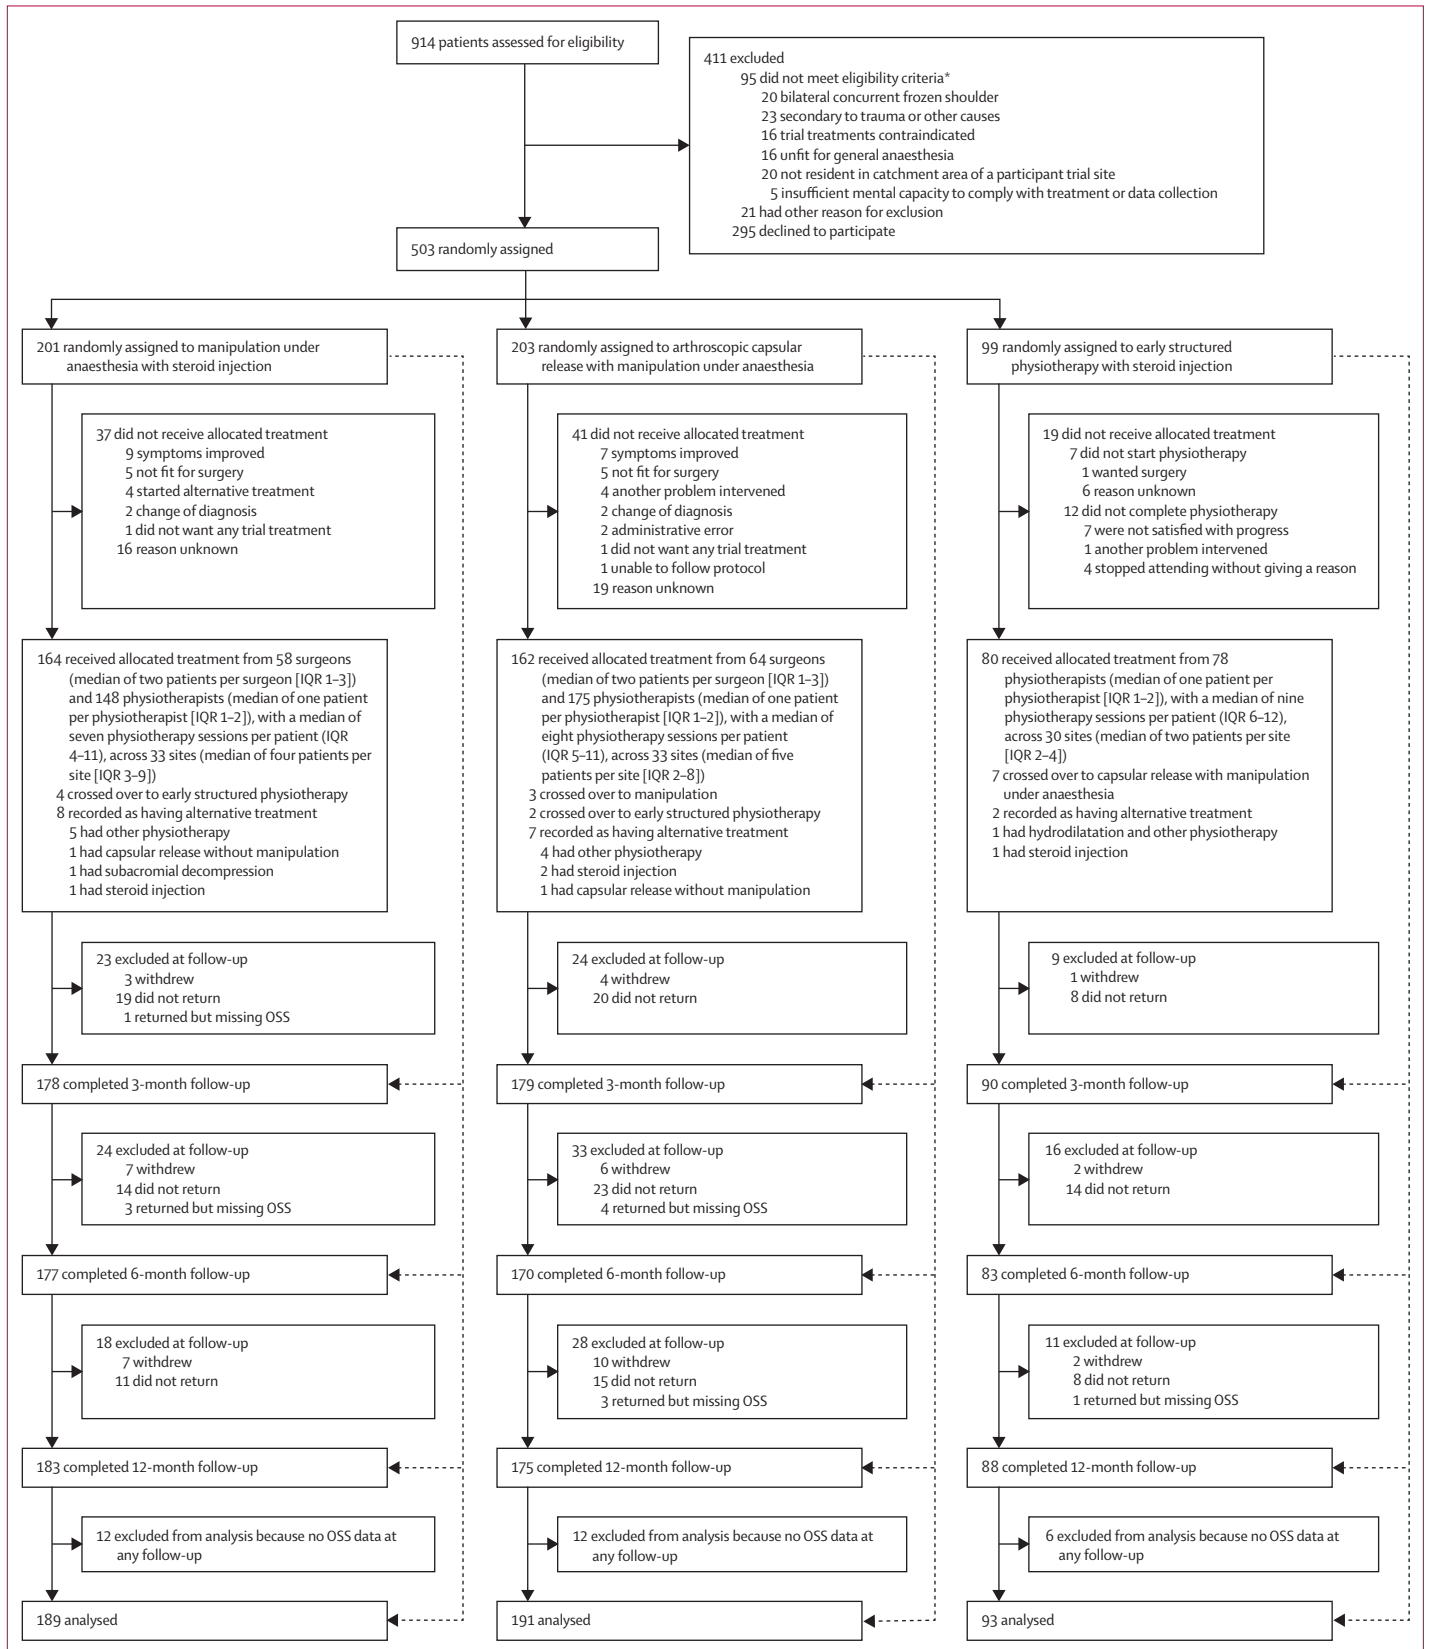 914 patients assessed for eligibility
411 excluded
95 did not meet eligibility criteria*
20 bilateral concurrent frozen shoulder
23 secondary to trauma or other causes
16 trial treatments contraindicated
16 unfit for general anaesthesia
20 not resident in catchment area of a participant trial site
5 insufficient mental capacity to comply with treatment or data collection
21 had other reason for exclusion
295 declined to participate
503 randomly assigned
201 randomly assigned to manipulation under
anaesthesia with steroid injection
203 randomly assigned to arthroscopic capsular
release with manipulation under anaesthesia
99 randomly assigned to early structured
physiotherapy with steroid injection
37 did not receive allocated treatment
9 symptoms improved
5 not fit for surgery
4 started alternative treatment
2 change of diagnosis
1 did not want any trial treatment
16 reason unknown
41 did not receive allocated treatment
7 symptoms improved
5 not fit for surgery
4 another problem intervened
2 change of diagnosis
2 administrative error
1 did not want any trial treatment
1 unable to follow protocol
19 reason unknown
19 did not receive allocated treatment
7 did not start physiotherapy
1 wanted surgery
6 reason unknown
12 did not complete physiotherapy
7 were not satisfied with progress
1 another problem intervened
4 stopped attending without giving a reason
164 received allocated treatment from 58 surgeons
(median of two patients per surgeon [IQR 1–3])
and 148 physiotherapists (median of one patient
per physiotherapist [IQR 1–2]), with a median of
seven physiotherapy sessions per patient (IQR
4–11), across 33 sites (median of four patients per
site [IQR 3–9])
4 crossed over to early structured physiotherapy
8 recorded as having alternative treatment
5 had other physiotherapy
1 had capsular release without manipulation
1 had subacromial decompression
1 had steroid injection
162 received allocated treatment from 64 surgeons
(median of two patients per surgeon [IQR 1–3])
and 175 physiotherapists (median of one patient
per physiotherapist [IQR 1–2]), with a median of
eight physiotherapy sessions per patient
(IQR 5–11), across 33 sites (median of five
patients per site [IQR 2–8])
3 crossed over to manipulation
2 crossed over to early structured physiotherapy
7 recorded as having alternative treatment
4 had other physiotherapy
2 had steroid injection
1 had capsular release without manipulation
80 received allocated treatment from 78
physiotherapists (median of one patient per
physiotherapist [IQR 1–2]), with a median of nine
physiotherapy sessions per patient (IQR 6–12),
across 30 sites (median of two patients per site
[IQR 2–4])
7 crossed over to capsular release with manipulation
under anaesthesia
2 recorded as having alternative treatment
1 had hydrodilatation and other physiotherapy
1 had steroid injection
23 excluded at follow-up
3 withdrew
19 did not return
1 returned but missing OSS
24 excluded at follow-up
4 withdrew
20 did not return
9 excluded at follow-up
1 withdrew
8 did not return
178 completed 3-month follow-up
179 completed 3-month follow-up
90 completed 3-month follow-up
24 excluded at follow-up
7 withdrew
14 did not return
3 returned but missing OSS
33 excluded at follow-up
6 withdrew
23 did not return
4 returned but missing OSS
16 excluded at follow-up
2 withdrew
14 did not return
177 completed 6-month follow-up
170 completed 6-month follow-up
83 completed 6-month follow-up
18 excluded at follow-up
7 withdrew
11 did not return
28 excluded at follow-up
10 withdrew
15 did not return
3 returned but missing OSS
11 excluded at follow-up
2 withdrew
8 did not return
1 returned but missing OSS
183 completed 12-month follow-up
175 completed 12-month follow-up
88 completed 12-month follow-up
12 excluded from analysis because no OSS data at
any follow-up
12 excluded from analysis because no OSS data at
any follow-up
6 excluded from analysis because no OSS data at
any follow-up
189 analysed
191 analysed
93 analysed